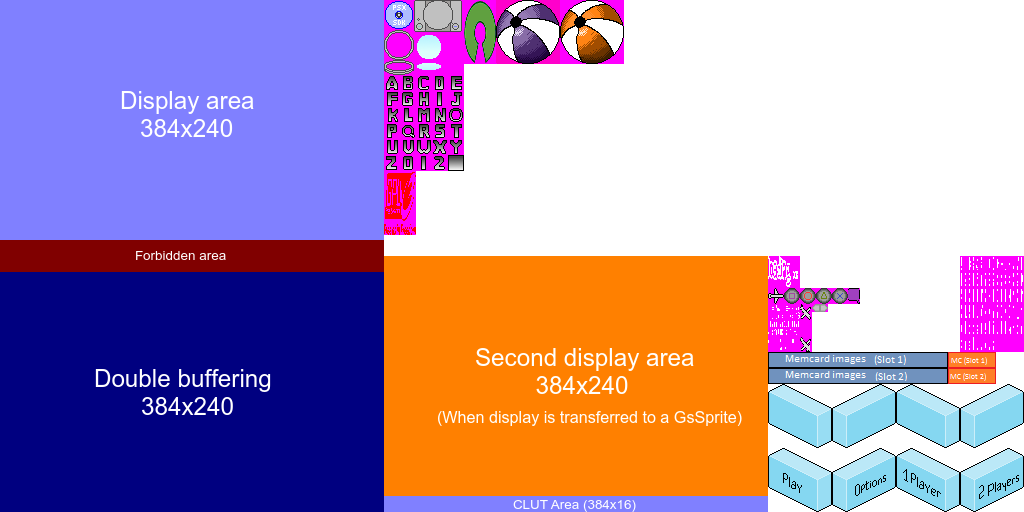 PSX
SDK
Display area
384x240
A B C D E
F G H I J
K L M N O
P Q R S T
U V W X Y
Z 0 1 2
Forbidden area
Double buffering
384x240
Second display area
384x240
(When display is transferred to a GsSprite)
CLUT Area (384x16)
Memcard images (Slot 1)
MC (Slot 1)
Memcard images (Slot 2)
MC (Slot 2)
Play
Options
1 Player
2 Players